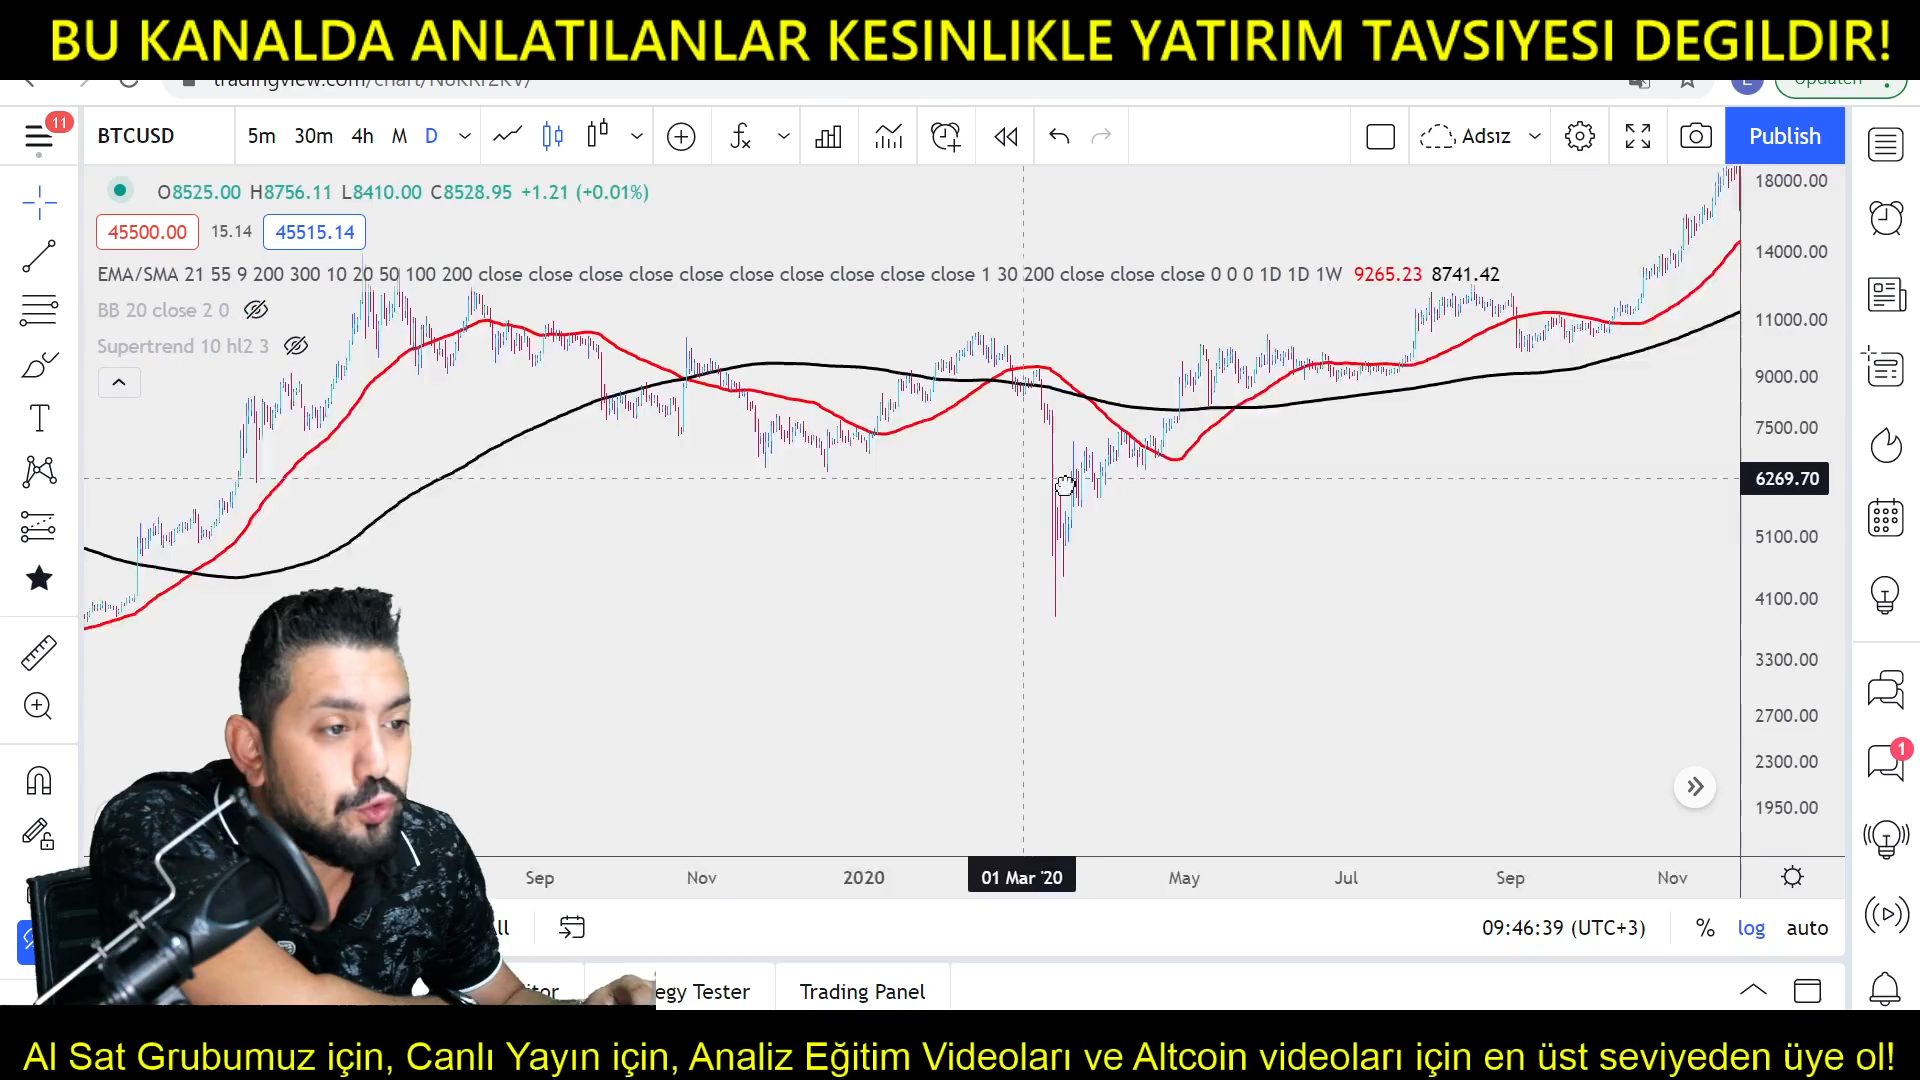 BU KANALDA ANLATILANLAR KESINLIKLE YATIRIM TAVSIYESI DEGILDIR!
11
BTCUSD 5m 30m 4h M D Adsız Publish
O8525.00 H8756.11 L8410.00 C8528.95 +1.21 (+0.01%)
45500.00 15.14 45515.14
EMA/SMA 21 55 9 200 300 10 20 50 100 200 close close close close close close close close close close 1 30 200 close close close 0 0 0 1D 1D 1W 9265.23 8741.42
BB 20 close 2 0
Supertrend 10 hl2 3
18000.00
14000.00
11000.00
9000.00
7500.00
6269.70
5100.00
4100.00
3300.00
2700.00
2300.00
1950.00
1
Sep Nov 2020 01 Mar '20 May Jul Sep Nov
09:46:39 (UTC+3) % log auto
Tester Trading Panel
Al Sat Grubumuz için, Canlı Yayın için, Analiz Eğitim Videoları ve Altcoin videoları için en üst seviyeden üye ol!